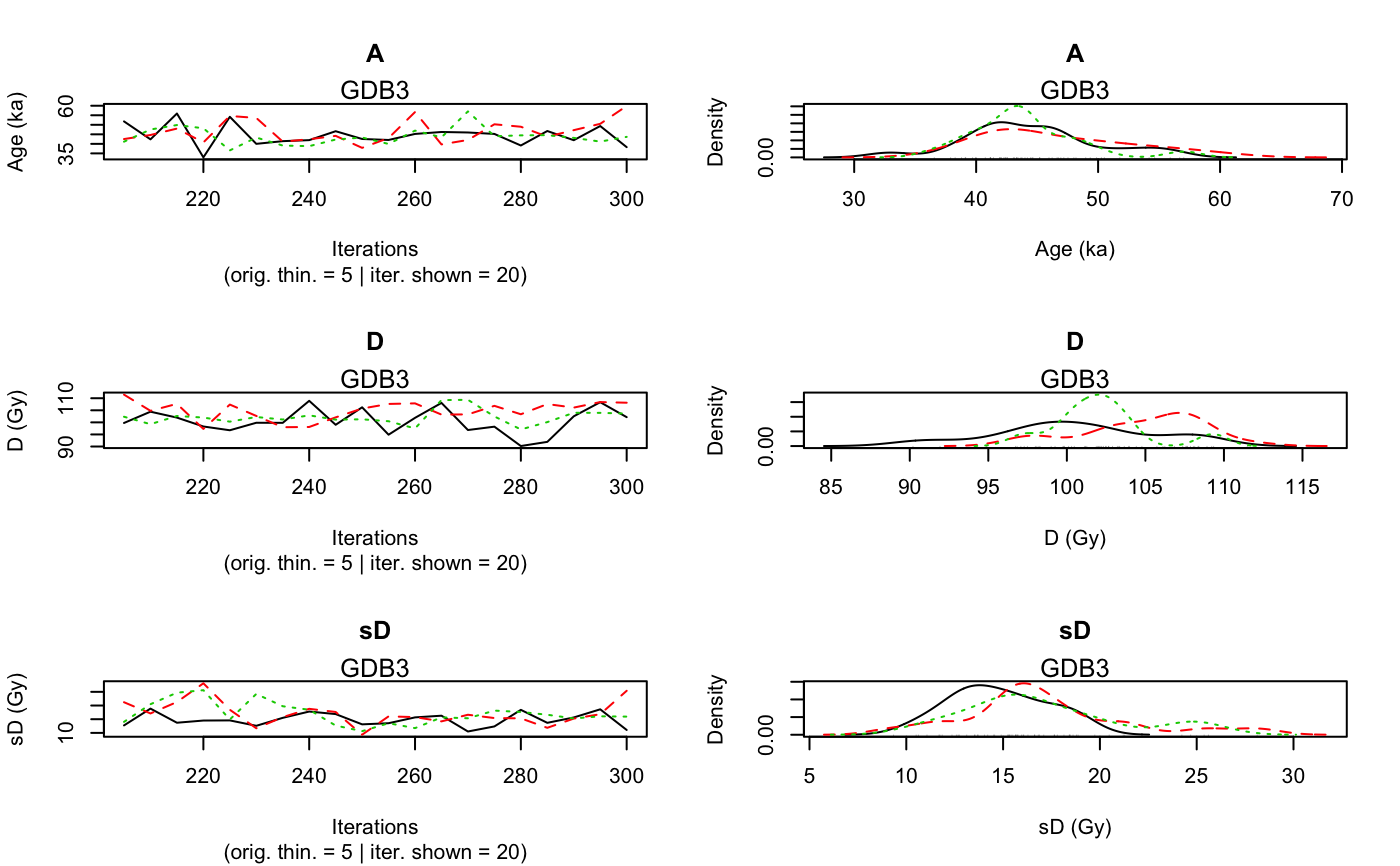 A
GDB3
Age (ka)
60
35
220 240 260 280 300
Iterations
(orig. thin. = 5 | iter. shown = 20)
A
GDB3
Density
0.00
30 40 50 60 70
Age (ka)
D
GDB3
D (Gy)
110
90
220 240 260 280 300
Iterations
(orig. thin. = 5 | iter. shown = 20)
D
GDB3
Density
0.00
85 90 95 100 105 110 115
D (Gy)
sD
GDB3
sD (Gy)
10
220 240 260 280 300
Iterations
(orig. thin. = 5 | iter. shown = 20)
sD
GDB3
Density
0.00
5 10 15 20 25 30
sD (Gy)